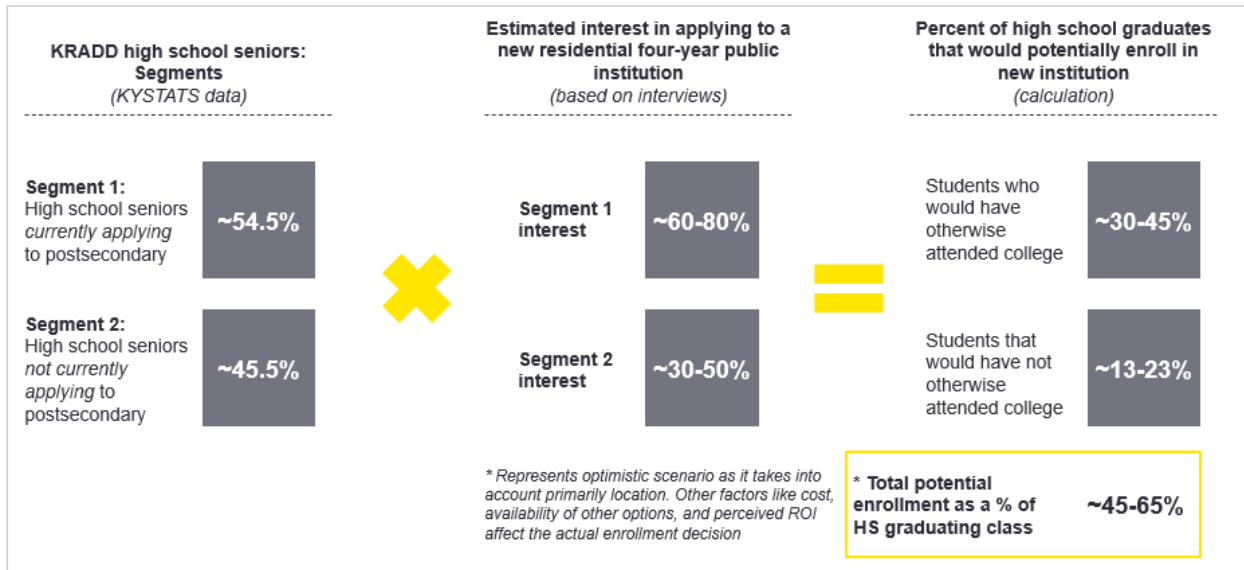 KRADD high school seniors:
Segments
(KYSTATS data)
Estimated interest in applying to a
new residential four-year public
institution
(based on interviews)
Percent of high school graduates
that would potentially enroll in
new institution
(calculation)
Segment 1:
High school seniors
currently applying
to postsecondary
~54.5%
Segment 1
interest
~60-80%
Students who
would have
otherwise
attended college
~30-45%
Segment 2:
High school seniors
not currently
applying to
postsecondary
~45.5%
Segment 2
interest
~30-50%
Students that
would have not
otherwise
attended college
~13-23%
* Represents optimistic scenario as it takes into
account primarily location. Other factors like cost,
availability of other options, and perceived ROI
affect the actual enrollment decision
* Total potential
enrollment as a % of
HS graduating class
~45-65%